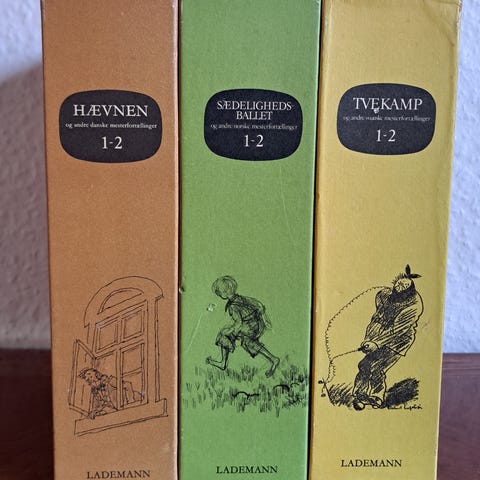 HÆVNEN
og andre danske mesterfortællinger
1-2
LADEMANN
SÆDELIGHEDS
BALLET
og andre norske mesterfortællinger
1-2
LADEMANN
TVEKAMP
og andre svenske mesterfortællinger
1-2
LADEMANN